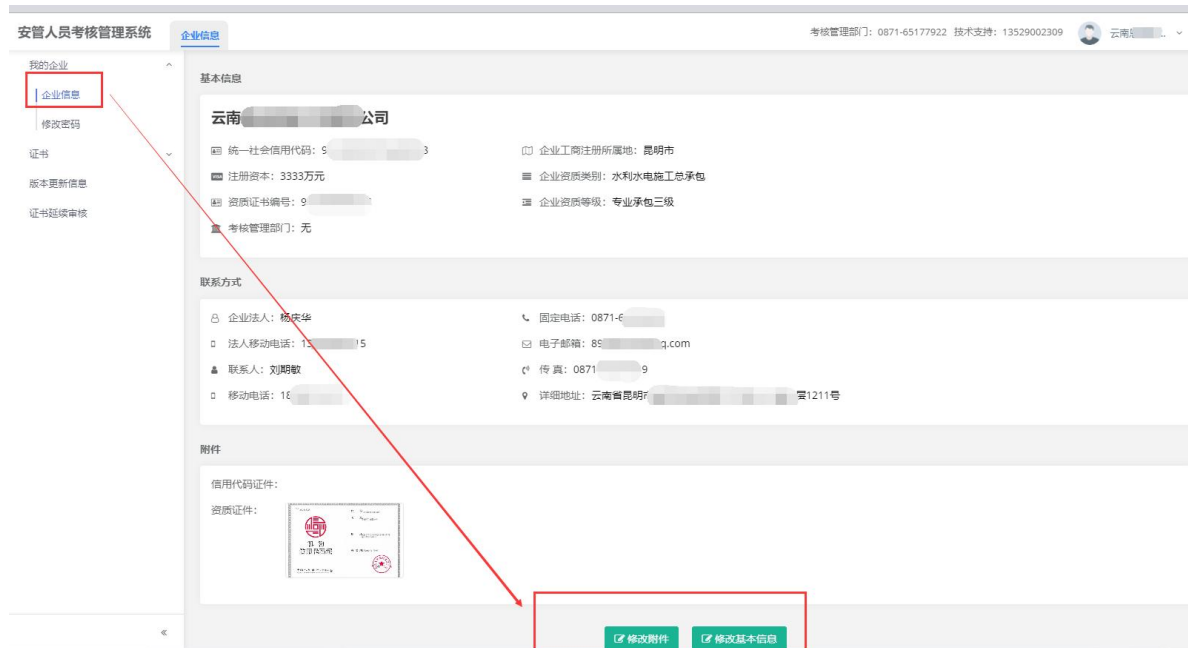 安管人员考核管理系统
企业信息
考核管理部门：0871-65177922 技术支持：13529002309
云南
我的企业
企业信息
修改密码
证书
版本更新信息
证书延续审核
基本信息
云南 公司
统一社会信用代码：9 3
企业工商注册所属地：昆明市
注册资本：3333万元
企业资质类别：水利水电施工总承包
资质证书编号：9
企业资质等级：专业承包三级
考核管理部门：无
联系方式
企业法人：杨庆华
固定电话：0871-6
法人移动电话：13 15
电子邮箱：89 q.com
联系人：刘期敏
传 真：0871 9
移动电话：18
详细地址：云南省昆明市 1211号
附件
信用代码证件：
资质证件：
修改附件
修改基本信息